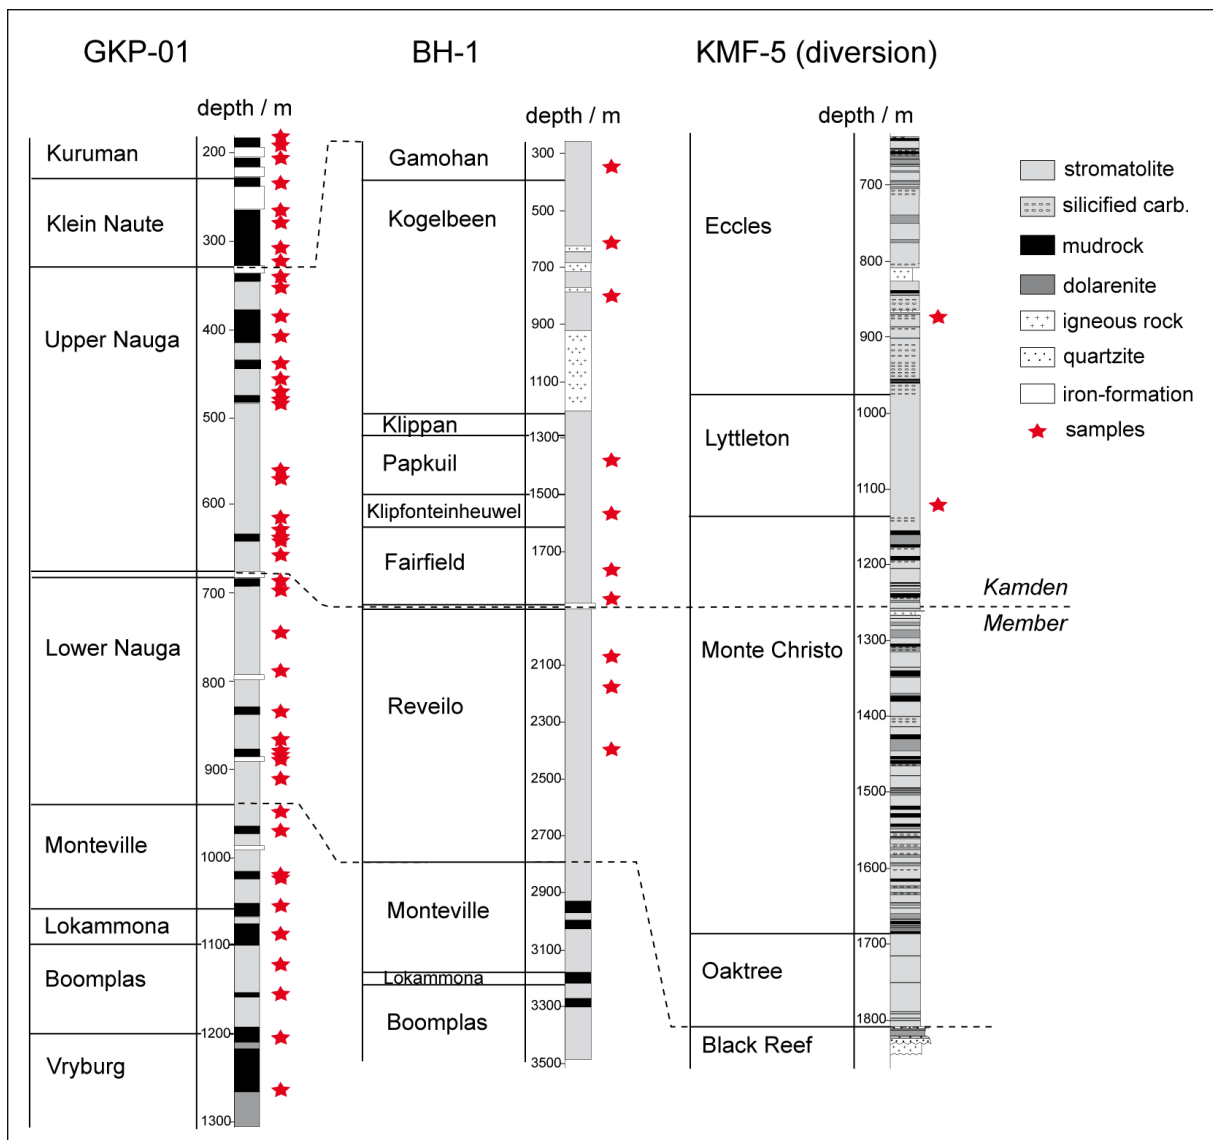 GKP-01
BH-1
KMF-5 (diversion)
depth / m
depth / m
depth / m
Kuruman
Klein Naute
Upper Nauga
Lower Nauga
Monteville
Lokammona
Boomplas
Vryburg
200
300
400
500
600
700
800
900
1000
1100
1200
1300
Gamohan
Kogelbeen
Klippan
Papkuil
Klipfonteinheuwel
Fairfield
Reveilo
Monteville
Lokammona
Boomplas
300
500
700
900
1100
1300
1500
1700
2100
2300
2500
2700
2900
3100
3300
3500
Eccles
Lyttleton
Monte Christo
Oaktree
Black Reef
700
800
900
1000
1100
1200
1300
1400
1500
1600
1700
1800
Kamden
Member
stromatolite
silicified carb.
mudrock
dolarenite
igneous rock
quartzite
iron-formation
samples